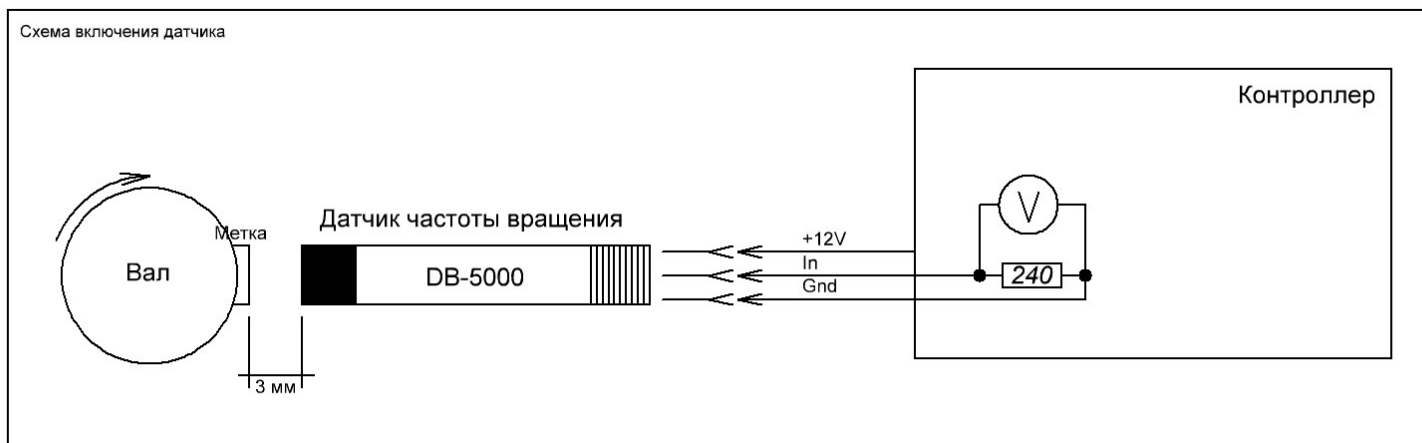 Схема включения датчика
Контроллер
Датчик частоты вращения
Метка
+12V
V
Вал
DB-5000
In
240
Gnd
3 мм